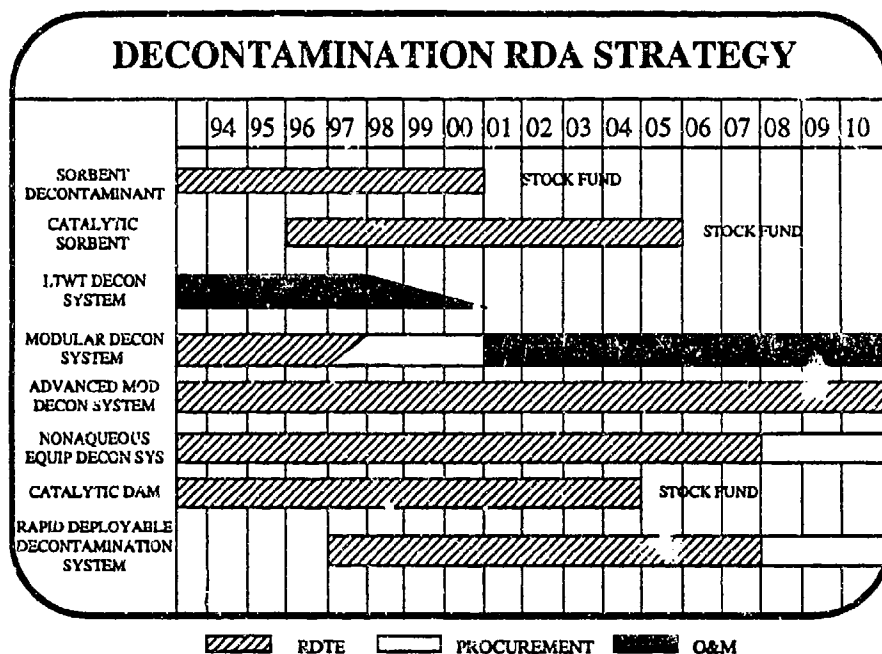 DECONTAMINATION RDA STRATEGY
94 95 96 97 98 99 00 01 02 03 04 05 06 07 08 09 10
SORBENT
DECONTAMINANT
STOCK FUND
CATALYTIC
SORBENT
STOCK FUND
LTWT DECON
SYSTEM
MODULAR DECON
SYSTEM
ADVANCED MOD
DECON SYSTEM
NONAQUEOUS
EQUIP DECON SYS
CATALYTIC DAM
STOCK FUND
RAPID DEPLOYABLE
DECONTAMINATION
SYSTEM
RDTE PROCUREMENT O&M